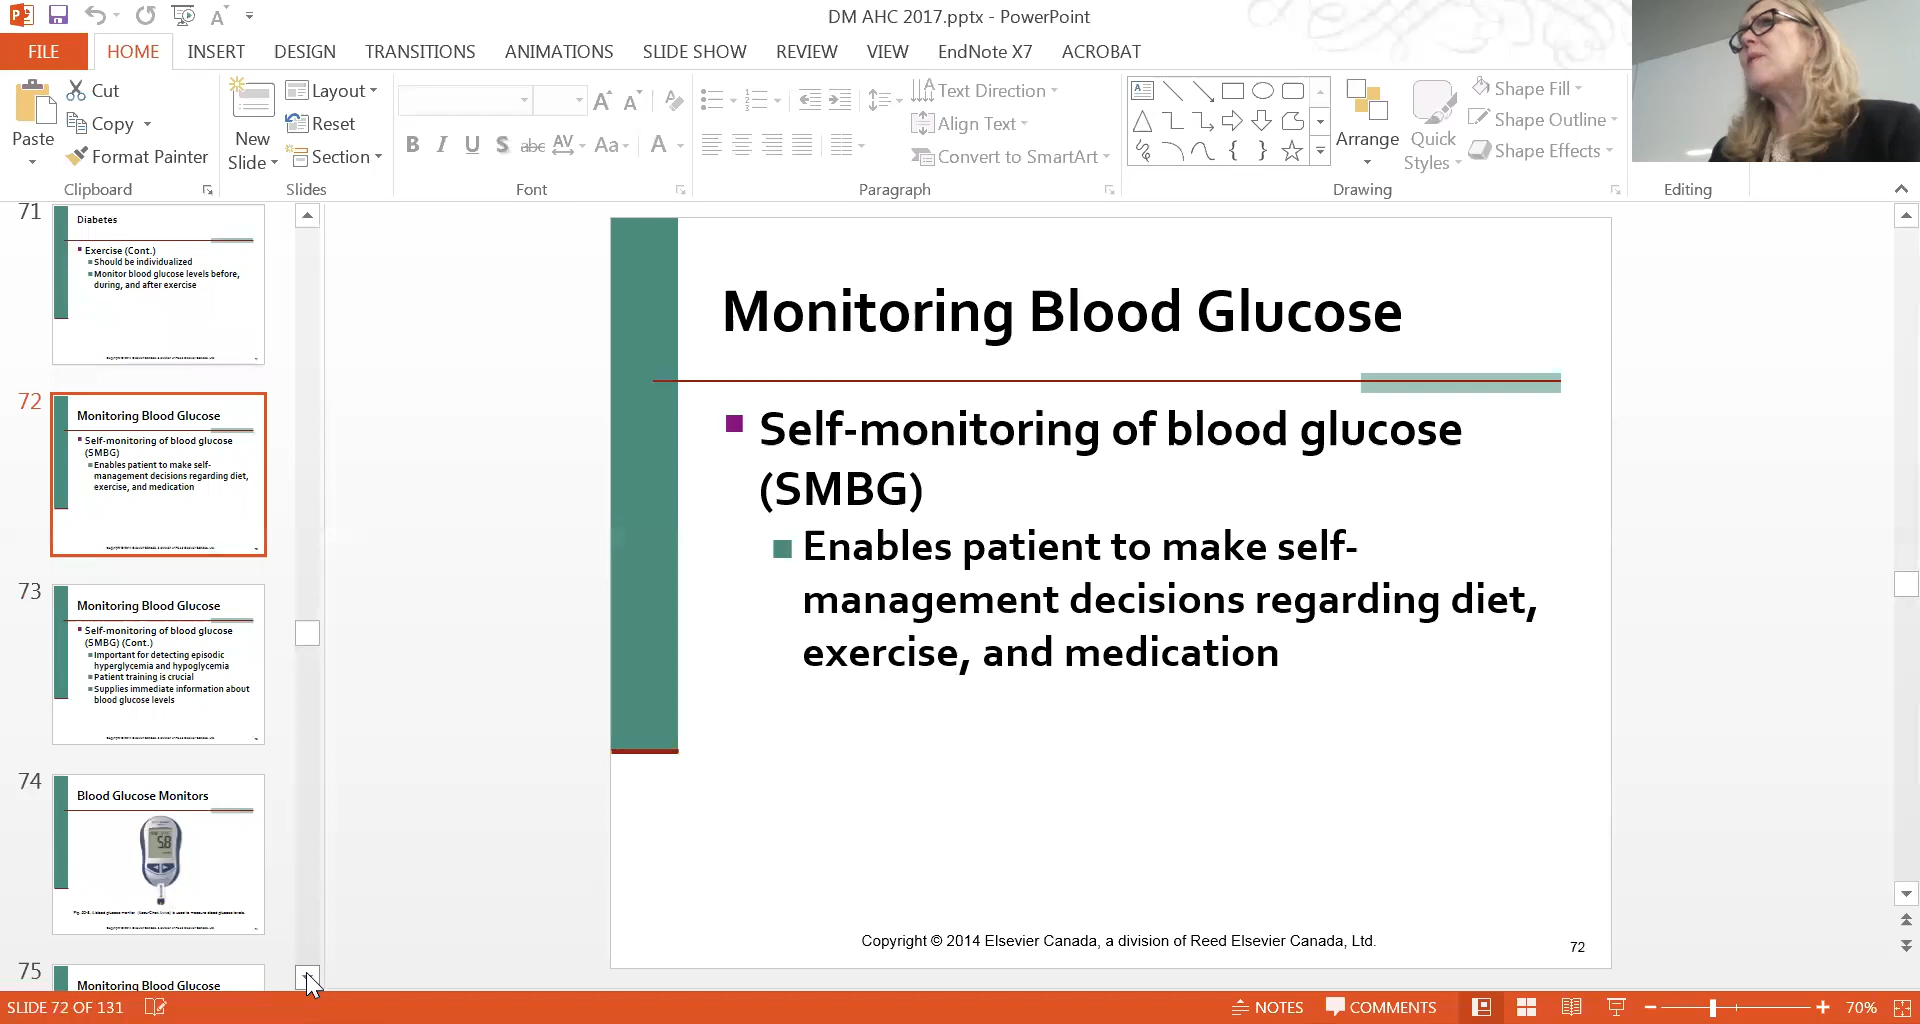 DM AHC 2017.pptx - PowerPoint
FILE
HOME
INSERT
DESIGN
TRANSITIONS
ANIMATIONS
SLIDE SHOW
REVIEW
VIEW
EndNote X7
ACROBAT
Paste
Cut
Copy
Format Painter
Clipboard
New
Slide
Layout
Reset
Section
Slides
B I U S abc AV Aa A
Font
Text Direction
Align Text
Convert to SmartArt
Paragraph
Arrange
Quick
Styles
Shape Fill
Shape Outline
Shape Effects
Drawing
Editing
71
Diabetes
Exercise (Cont.)
Should be individualized
Monitor blood glucose levels before,
during, and after exercise
72
Monitoring Blood Glucose
Self-monitoring of blood glucose
(SMBG)
Enables patient to make self-
management decisions regarding diet,
exercise, and medication
73
Monitoring Blood Glucose
Self-monitoring of blood glucose
(SMBG) (Cont.)
Important for detecting episodic
hyperglycemia and hypoglycemia
Patient training is crucial
Supplies immediate information about
blood glucose levels
74
Blood Glucose Monitors
5.8
75
Monitoring Blood Glucose
Monitoring Blood Glucose
Self-monitoring of blood glucose
(SMBG)
Enables patient to make self-
management decisions regarding diet,
exercise, and medication
Copyright © 2014 Elsevier Canada, a division of Reed Elsevier Canada, Ltd.
72
SLIDE 72 OF 131
NOTES
COMMENTS
70%